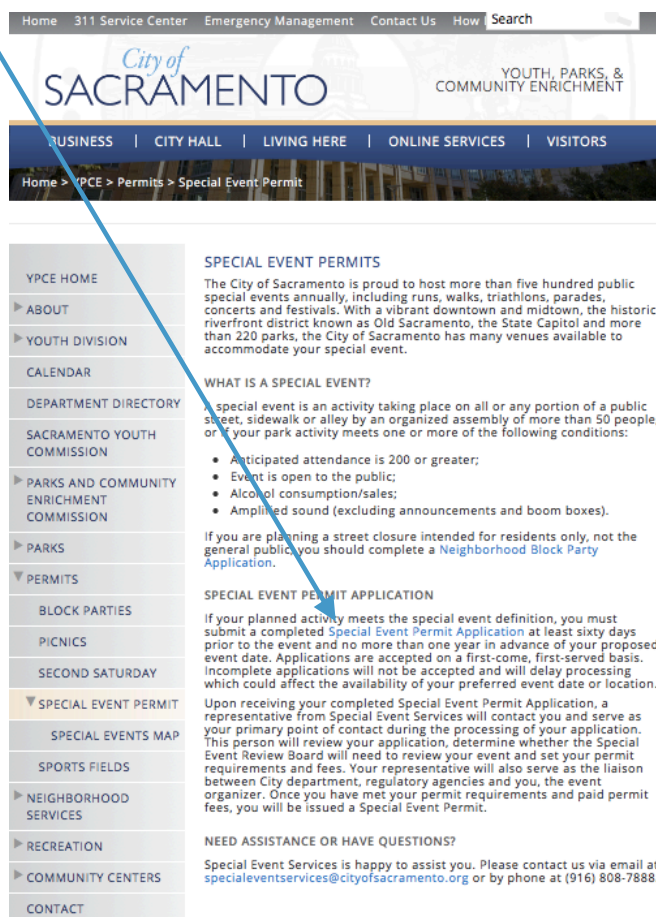 Home 311 Service Center Emergency Management Contact Us How Search
City of
SACRAMENTO
YOUTH, PARKS, &
COMMUNITY ENRICHMENT
BUSINESS | CITY HALL | LIVING HERE | ONLINE SERVICES | VISITORS
Home > YPCE > Permits > Special Event Permit
YPCE HOME
ABOUT
YOUTH DIVISION
CALENDAR
DEPARTMENT DIRECTORY
SACRAMENTO YOUTH
COMMISSION
PARKS AND COMMUNITY
ENRICHMENT
COMMISSION
PARKS
PERMITS
BLOCK PARTIES
PICNICS
SECOND SATURDAY
SPECIAL EVENT PERMIT
SPECIAL EVENTS MAP
SPORTS FIELDS
NEIGHBORHOOD
SERVICES
RECREATION
COMMUNITY CENTERS
CONTACT
SPECIAL EVENT PERMITS
The City of Sacramento is proud to host more than five hundred public
special events annually, including runs, walks, triathlons, parades,
concerts and festivals. With a vibrant downtown and midtown, the historic
riverfront district known as Old Sacramento, the State Capitol and more
than 220 parks, the City of Sacramento has many venues available to
accommodate your special event.
WHAT IS A SPECIAL EVENT?
A special event is an activity taking place on all or any portion of a public
street, sidewalk or alley by an organized assembly of more than 50 people,
or if your park activity meets one or more of the following conditions:
• Anticipated attendance is 200 or greater;
• Event is open to the public;
• Alcohol consumption/sales;
• Amplified sound (excluding announcements and boom boxes).
If you are planning a street closure intended for residents only, not the
general public, you should complete a Neighborhood Block Party
Application.
SPECIAL EVENT PERMIT APPLICATION
If your planned activity meets the special event definition, you must
submit a completed Special Event Permit Application at least sixty days
prior to the event and no more than one year in advance of your proposed
event date. Applications are accepted on a first-come, first-served basis.
Incomplete applications will not be accepted and will delay processing
which could affect the availability of your preferred event date or location.
Upon receiving your completed Special Event Permit Application, a
representative from Special Event Services will contact you and serve as
your primary point of contact during the processing of your application.
This person will review your application, determine whether the Special
Event Review Board will need to review your event and set your permit
requirements and fees. Your representative will also serve as the liaison
between City department, regulatory agencies and you, the event
organizer. Once you have met your permit requirements and paid permit
fees, you will be issued a Special Event Permit.
NEED ASSISTANCE OR HAVE QUESTIONS?
Special Event Services is happy to assist you. Please contact us via email at
specialeventservices@cityofsacramento.org or by phone at (916) 808-7888.